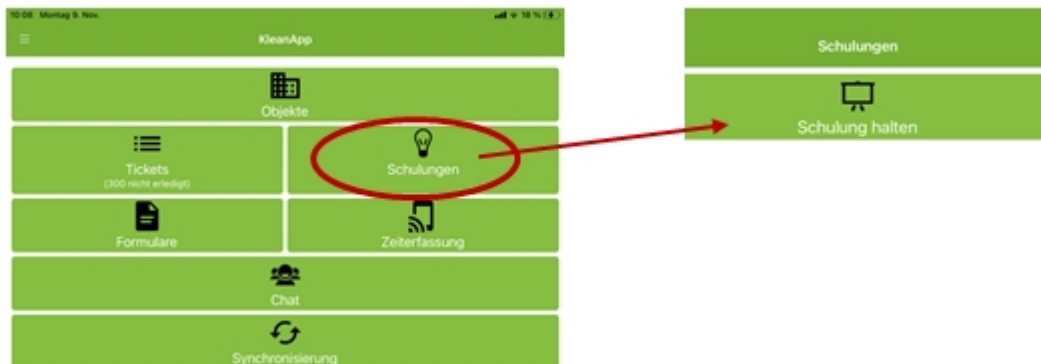 10:08 Montag 9. Nov.
18 %
KleanApp
Objekte
Tickets
(300 nicht erledigt)
Schulungen
Formulare
Zeiterfassung
Chat
Synchronisierung
Schulungen
Schulung halten